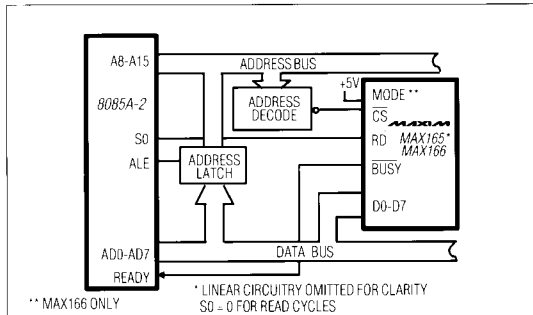 A8-A15
ADDRESS BUS
8085A-2
ADDRESS
DECODE
+5V
MODE **
CS
MAXIM
S0
RD
MAX165*
MAX166
ALE
ADDRESS
LATCH
BUSY
D0-D7
AD0-AD7
DATA BUS
READY
* LINEAR CIRCUITRY OMITTED FOR CLARITY
** MAX166 ONLY
S0 = 0 FOR READ CYCLES